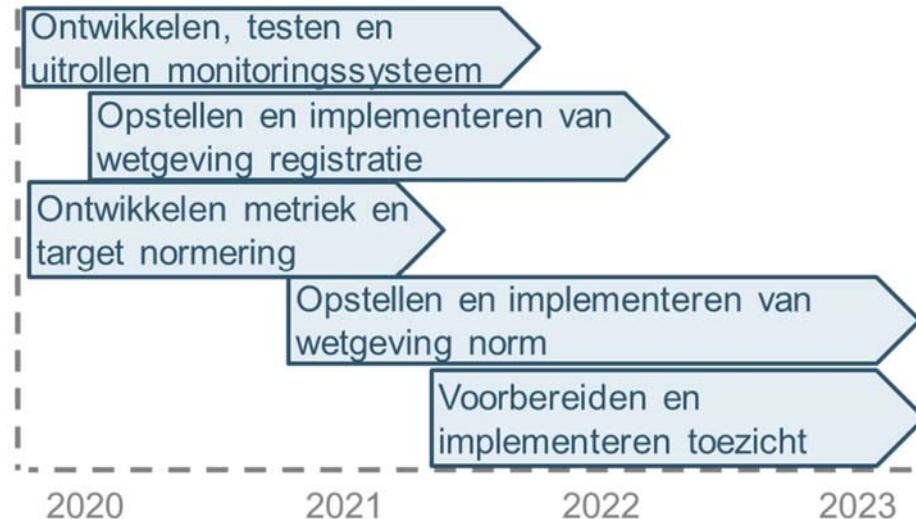 Ontwikkelen, testen en
uitrollen monitoringssysteem
Opstellen en implementeren van
wetgeving registratie
Ontwikkelen metriek en
target normering
Opstellen en implementeren van
wetgeving norm
Voorbereiden en
implementeren toezicht
2020 2021 2022 2023